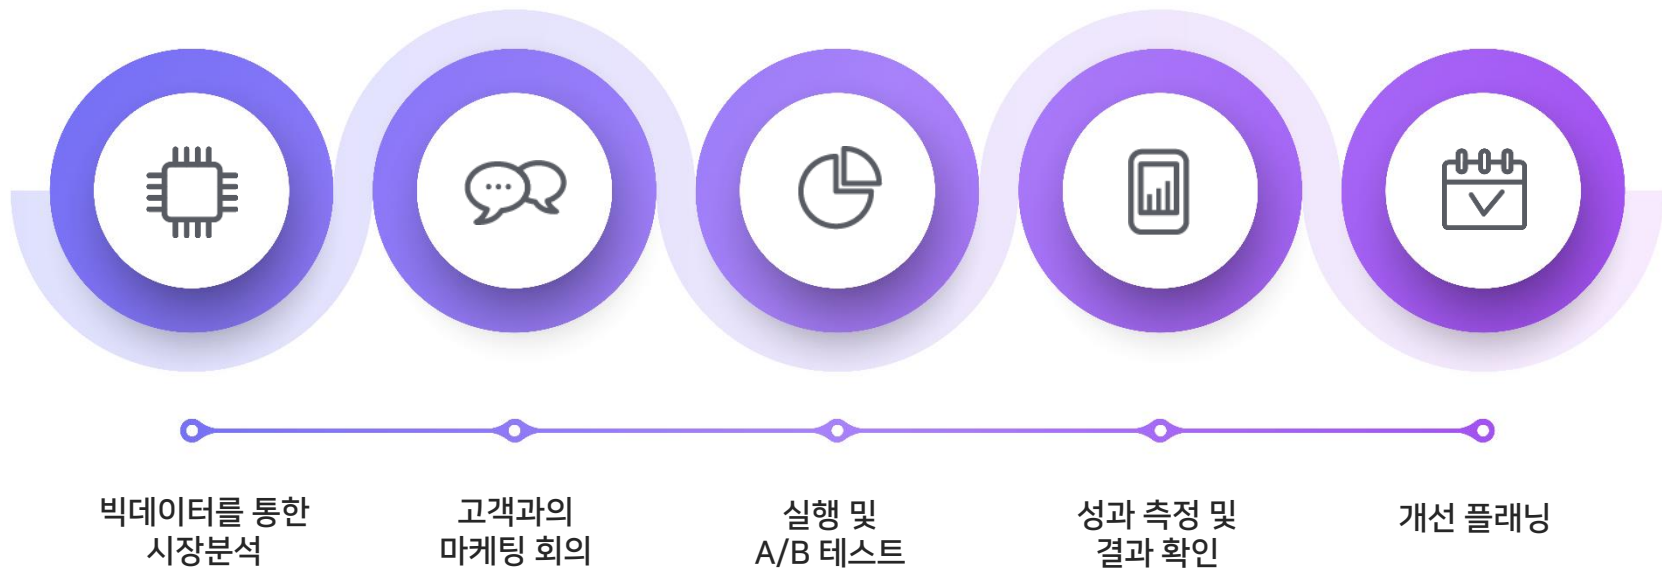 빅데이터를 통한
시장분석
고객과의
마케팅 회의
실행 및
A/B 테스트
성과 측정 및
결과 확인
개선 플래닝